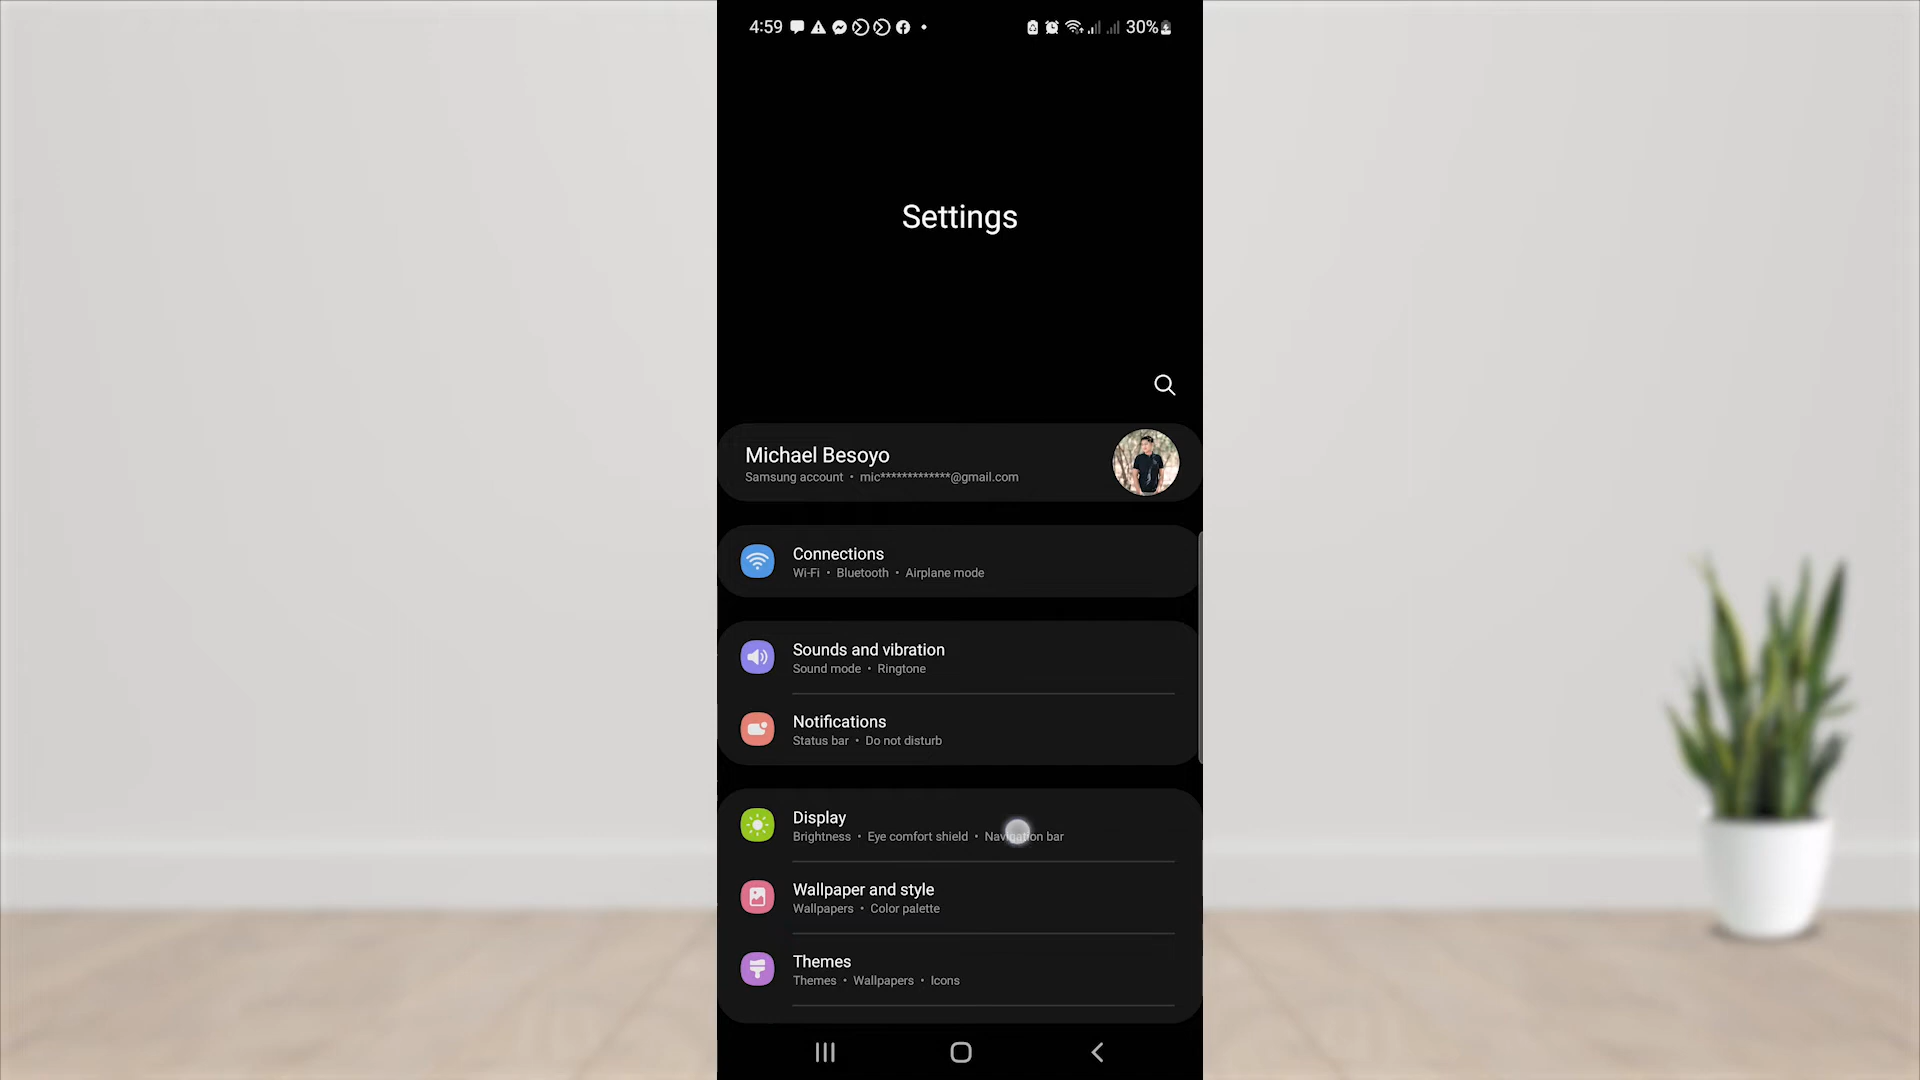 4:59
30%
Settings
Michael Besoyo
Samsung account • mic*************@gmail.com
Connections
Wi-Fi • Bluetooth • Airplane mode
Sounds and vibration
Sound mode • Ringtone
Notifications
Status bar • Do not disturb
Display
Brightness • Eye comfort shield • Navigation bar
Wallpaper and style
Wallpapers • Color palette
Themes
Themes • Wallpapers • Icons